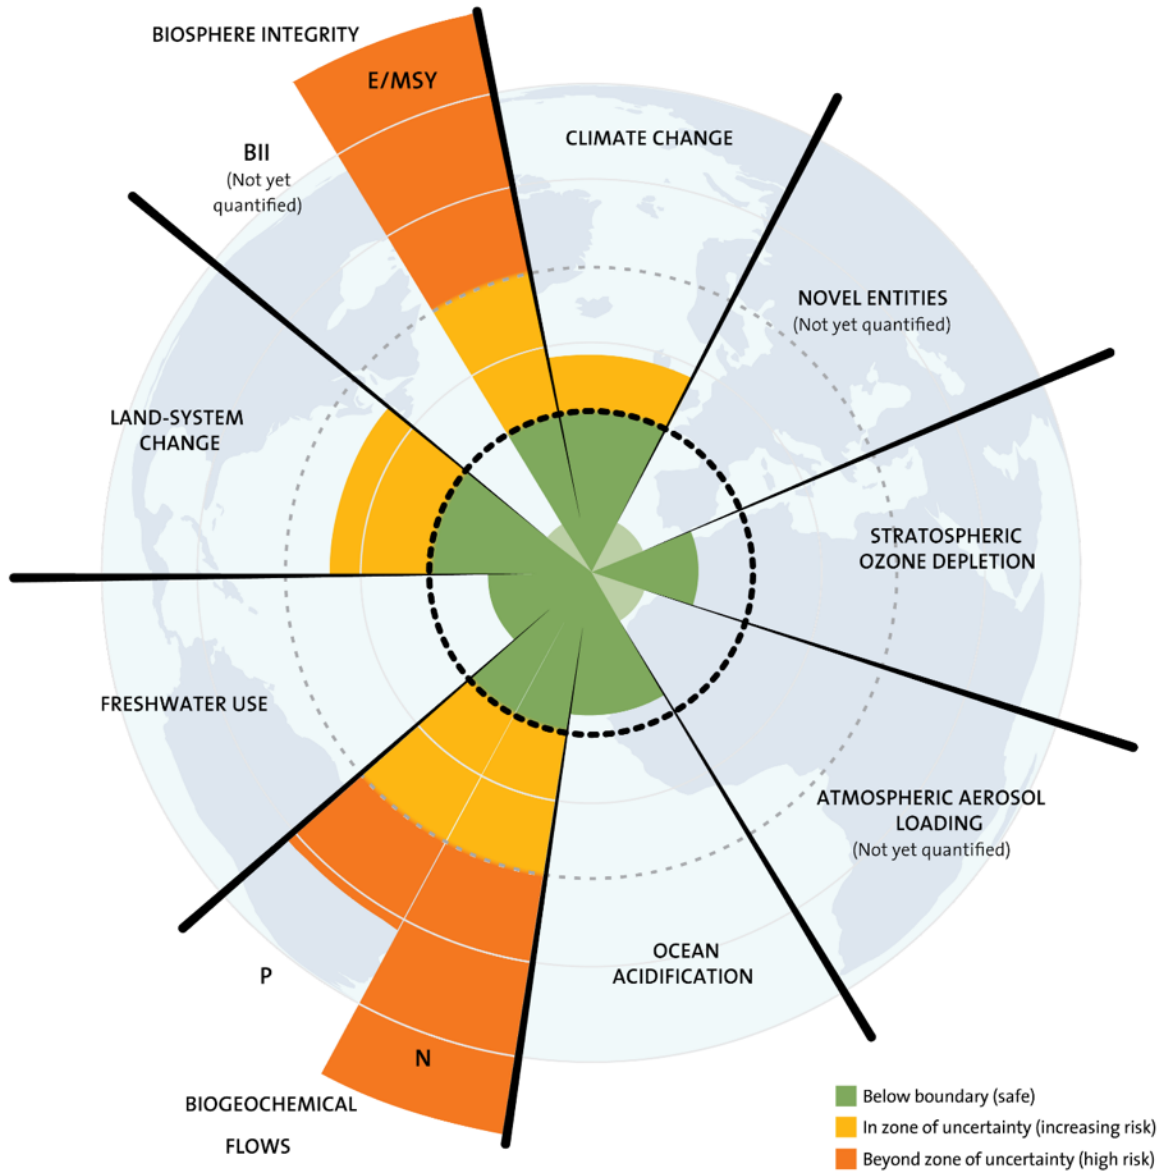 BIOSPHERE INTEGRITY
E/MSY
BII
(Not yet
quantified)
CLIMATE CHANGE
NOVEL ENTITIES
(Not yet quantified)
LAND-SYSTEM
CHANGE
STRATOSPHERIC
OZONE DEPLETION
FRESHWATER USE
ATMOSPHERIC AEROSOL
LOADING
(Not yet quantified)
P
OCEAN
ACIDIFICATION
N
BIOGEOCHEMICAL
FLOWS
Below boundary (safe)
In zone of uncertainty (increasing risk)
Beyond zone of uncertainty (high risk)